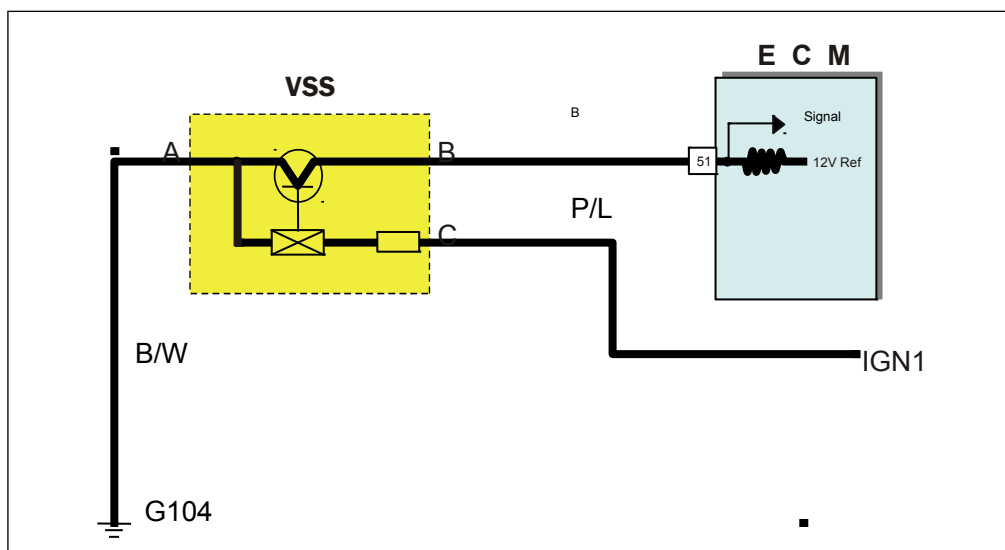 E C M
VSS
B
Signal
A
B
51
12V Ref
P/L
C
B/W
IGN1
G104